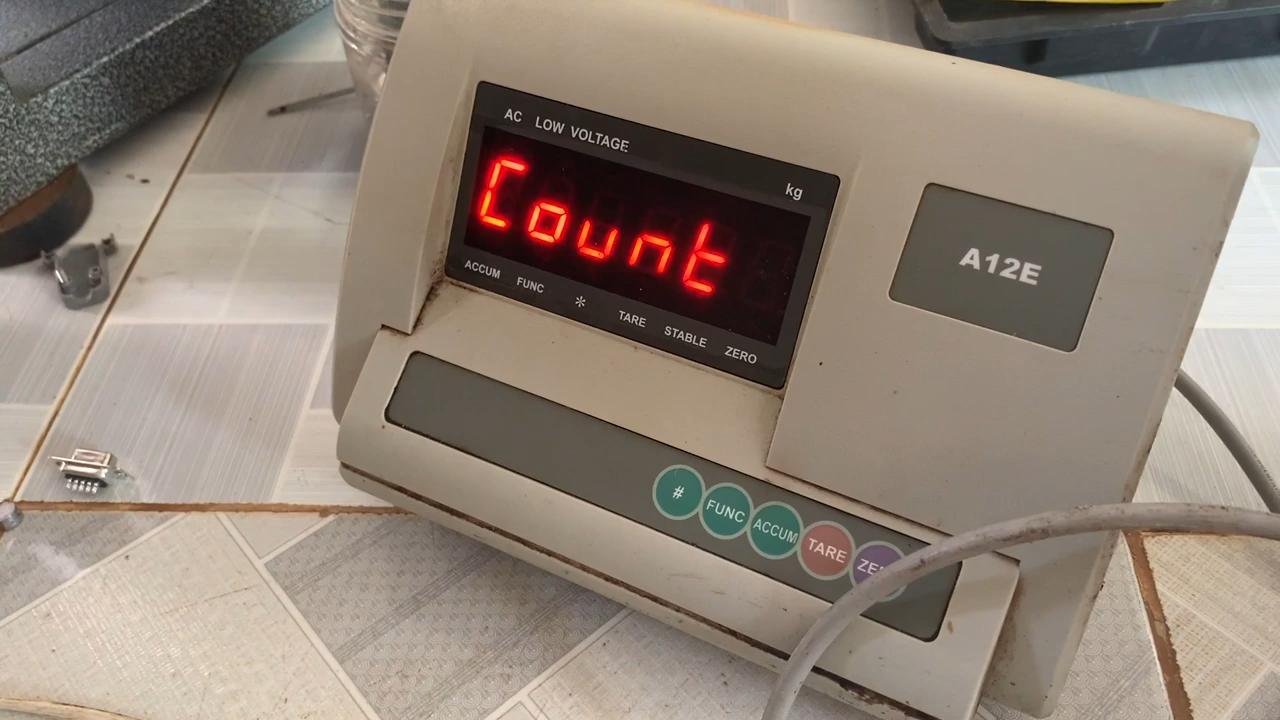 AC LOW VOLTAGE
kg
Count
ACCUM FUNC * TARE STABLE ZERO
A12E
# FUNC ACCUM TARE